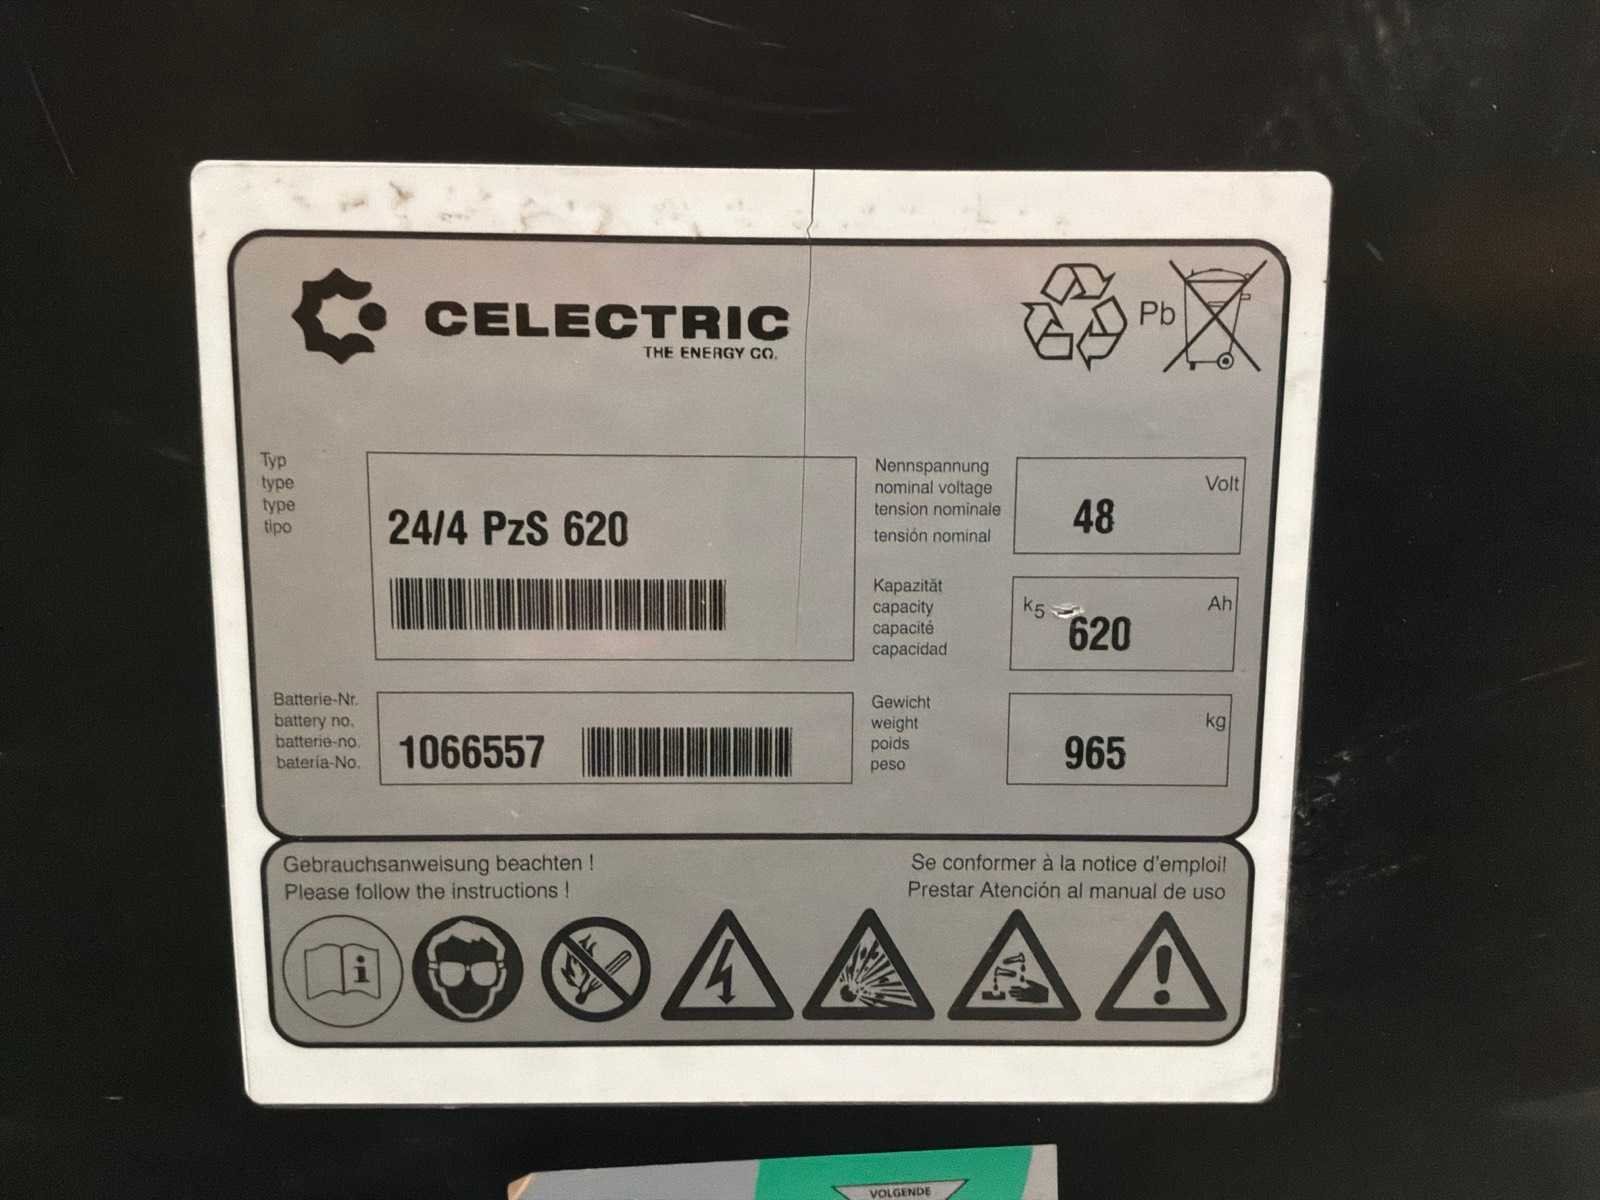 CELECTRIC
THE ENERGY CO.
Pb
Typ
type
type
tipo
24/4 PzS 620
Nennspannung
nominal voltage
tension nominale
tensión nominal
48
Volt
Kapazität
capacity
capacité
capacidad
k5
620
Ah
Batterie-Nr.
battery no.
batterie-no.
batería-No.
1066557
Gewicht
weight
poids
peso
965
kg
Gebrauchsanweisung beachten !
Please follow the instructions !
Se conformer à la notice d'emploi!
Prestar Atención al manual de uso
i
VOLGENDE